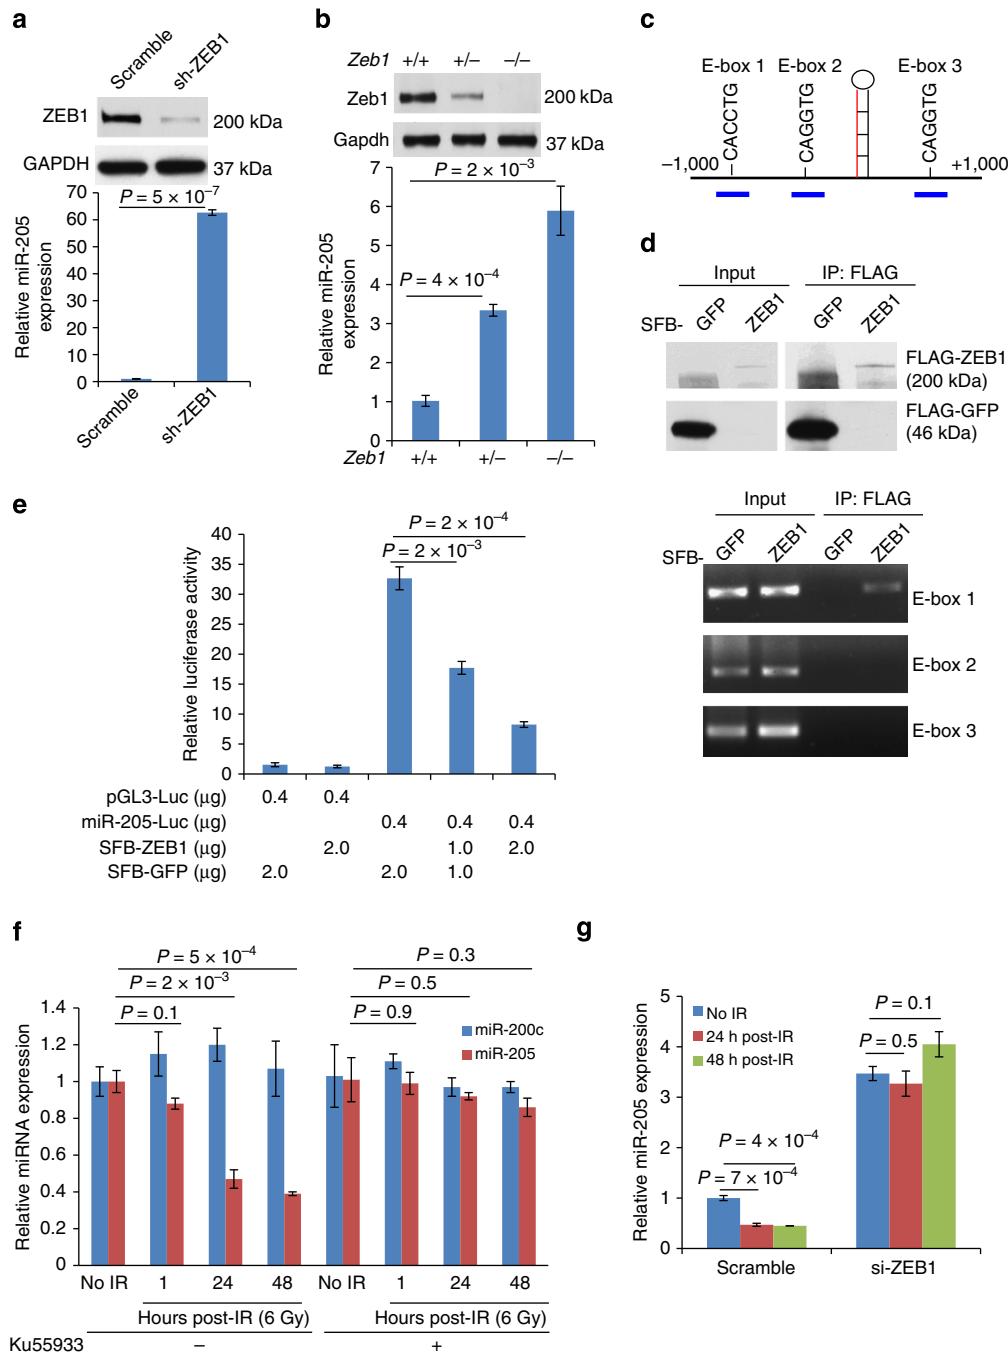 a
Scramble
sh-ZEB1
ZEB1
200 kDa
GAPDH
37 kDa
P = 5 × 10–7
70
60
50
40
30
20
10
0
Relative miR-205
expression
Scramble
sh-ZEB1
b
Zeb1 +/+ +/– –/–
Zeb1
200 kDa
Gapdh
37 kDa
P = 2 × 10–3
P = 4 × 10–4
7
6
5
4
3
2
1
0
Relative miR-205
expression
Zeb1 +/+ +/– –/–
c
E-box 1 E-box 2 E-box 3
CACCTG
CAGGTG
CAGGTG
–1,000
+1,000
d
Input IP: FLAG
SFB- GFP ZEB1 GFP ZEB1
FLAG-ZEB1
(200 kDa)
FLAG-GFP
(46 kDa)
Input IP: FLAG
SFB- GFP ZEB1 GFP ZEB1
E-box 1
E-box 2
E-box 3
e
P = 2 × 10–4
P = 2 × 10–3
40
35
30
25
20
15
10
5
0
Relative luciferase activity
pGL3-Luc (μg) 0.4 0.4
miR-205-Luc (μg) 0.4 0.4 0.4
SFB-ZEB1 (μg) 2.0 1.0 2.0
SFB-GFP (μg) 2.0 2.0 1.0
f
P = 5 × 10–4
P = 2 × 10–3
P = 0.1
P = 0.3
P = 0.5
P = 0.9
miR-200c
miR-205
1.4
1.2
1
0.8
0.6
0.4
0.2
0
Relative miRNA expression
No IR 1 24 48 No IR 1 24 48
Hours post-IR (6 Gy) Hours post-IR (6 Gy)
Ku55933 – +
g
No IR
24 h post-IR
48 h post-IR
P = 0.1
P = 0.5
P = 4 × 10–4
P = 7 × 10–4
5
4
3
2
1
0
Relative miR-205 expression
Scramble si-ZEB1